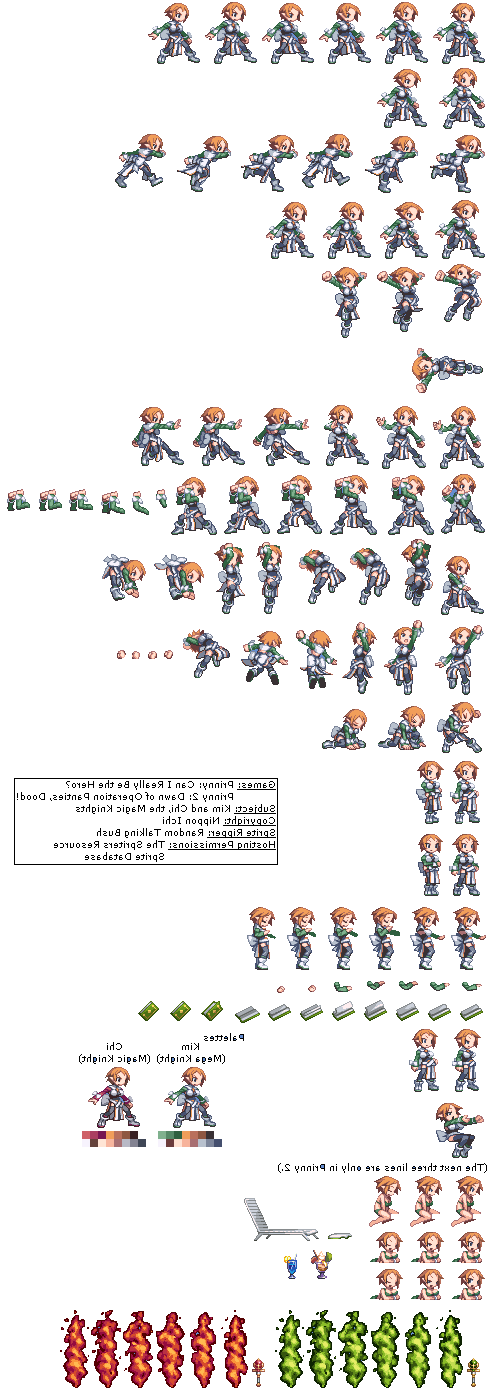 Games: Prinny: Can I Really Be the Hero?
Prinny 2: Dawn of Operation Panties, Dood!
Subject: Kim and Chi, the Magic Knights
Copyright: Nippon Ichi
Sprite Ripper: Random Talking Bush
Hosting Permissions: The Spriters Resource
Sprite Database
Palettes
Kim
(Mega Knight)
Chi
(Magic Knight)
(The next three lines are only in Prinny 2.)